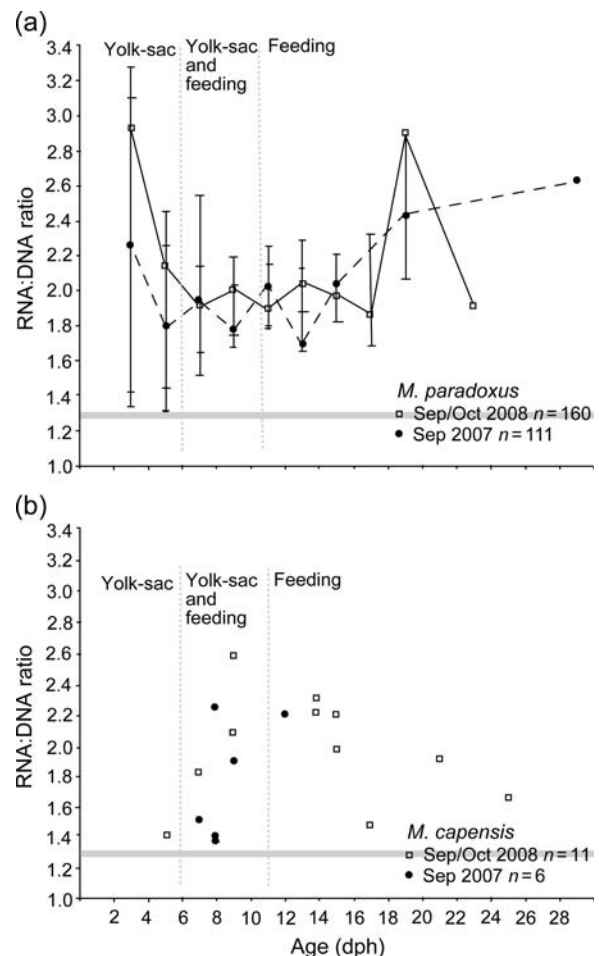 (a)
Yolk-sac
Yolk-sac
and
feeding
Feeding
3.4
3.2
3.0
2.8
2.6
2.4
2.2
2.0
1.8
1.6
1.4
1.2
1.0
RNA:DNA ratio
M. paradoxus
Sep/Oct 2008 n=160
Sep 2007 n=111
(b)
Yolk-sac
Yolk-sac
and
feeding
Feeding
3.4
3.2
3.0
2.8
2.6
2.4
2.2
2.0
1.8
1.6
1.4
1.2
1.0
RNA:DNA ratio
M. capensis
Sep/Oct 2008 n=11
Sep 2007 n=6
2 4 6 8 10 12 14 16 18 20 22 24 26 28
Age (dph)